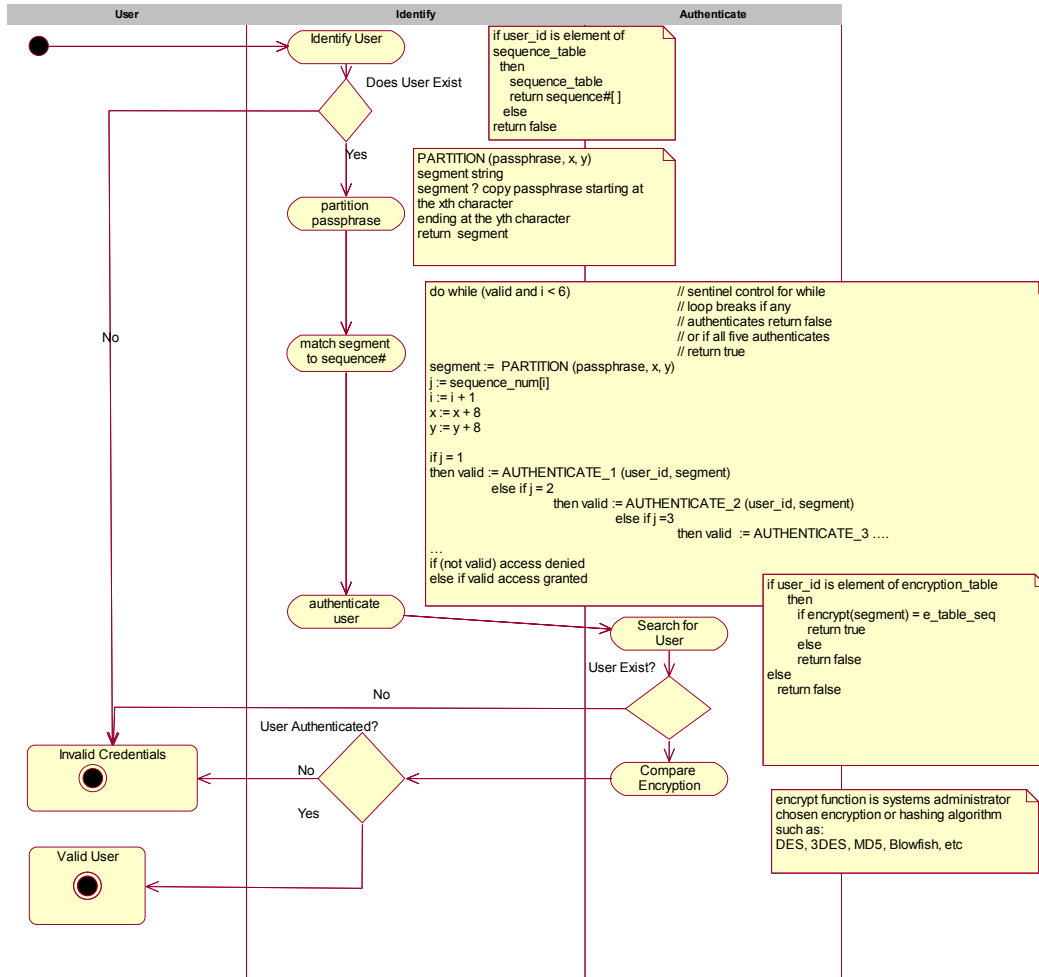 User
Identify
Authenticate
Identify User
Does User Exist
Yes
partition
passphrase
No
match segment
to sequence#
authenticate
user
if user_id is element of
sequence_table
then
sequence_table
return sequence#[ ]
else
return false
PARTITION (passphrase, x, y)
segment string
segment ? copy passphrase starting at
the xth character
ending at the yth character
return segment
do while (valid and i < 6) // sentinel control for while
// loop breaks if any
// authenticates return false
// or if all five authenticates
// return true
segment := PARTITION (passphrase, x, y)
j := sequence_num[i]
i := i + 1
x := x + 8
y := y + 8
if j = 1
then valid := AUTHENTICATE_1 (user_id, segment)
else if j = 2
then valid := AUTHENTICATE_2 (user_id, segment)
else if j =3
then valid := AUTHENTICATE_3 ....
...
if (not valid) access denied
else if valid access granted
Search for
User
User Exist?
No
Compare
Encryption
User Authenticated?
No
Yes
Invalid Credentials
Valid User
if user_id is element of encryption_table
then
if encrypt(segment) = e_table_seq
return true
else
return false
else
return false
encrypt function is systems administrator
chosen encryption or hashing algorithm
such as:
DES, 3DES, MD5, Blowfish, etc